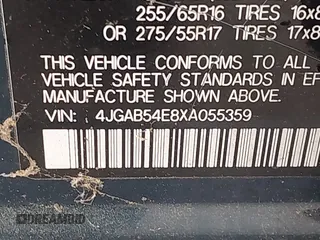 255/65R16 TIRES 16x8
OR 275/55R17 TIRES 17x8
THIS VEHICLE CONFORMS TO ALL
VEHICLE SAFETY STANDARDS IN EF
MANUFACTURE SHOWN ABOVE.
VIN: 4JGAB54E8XA055359
DREAMBID